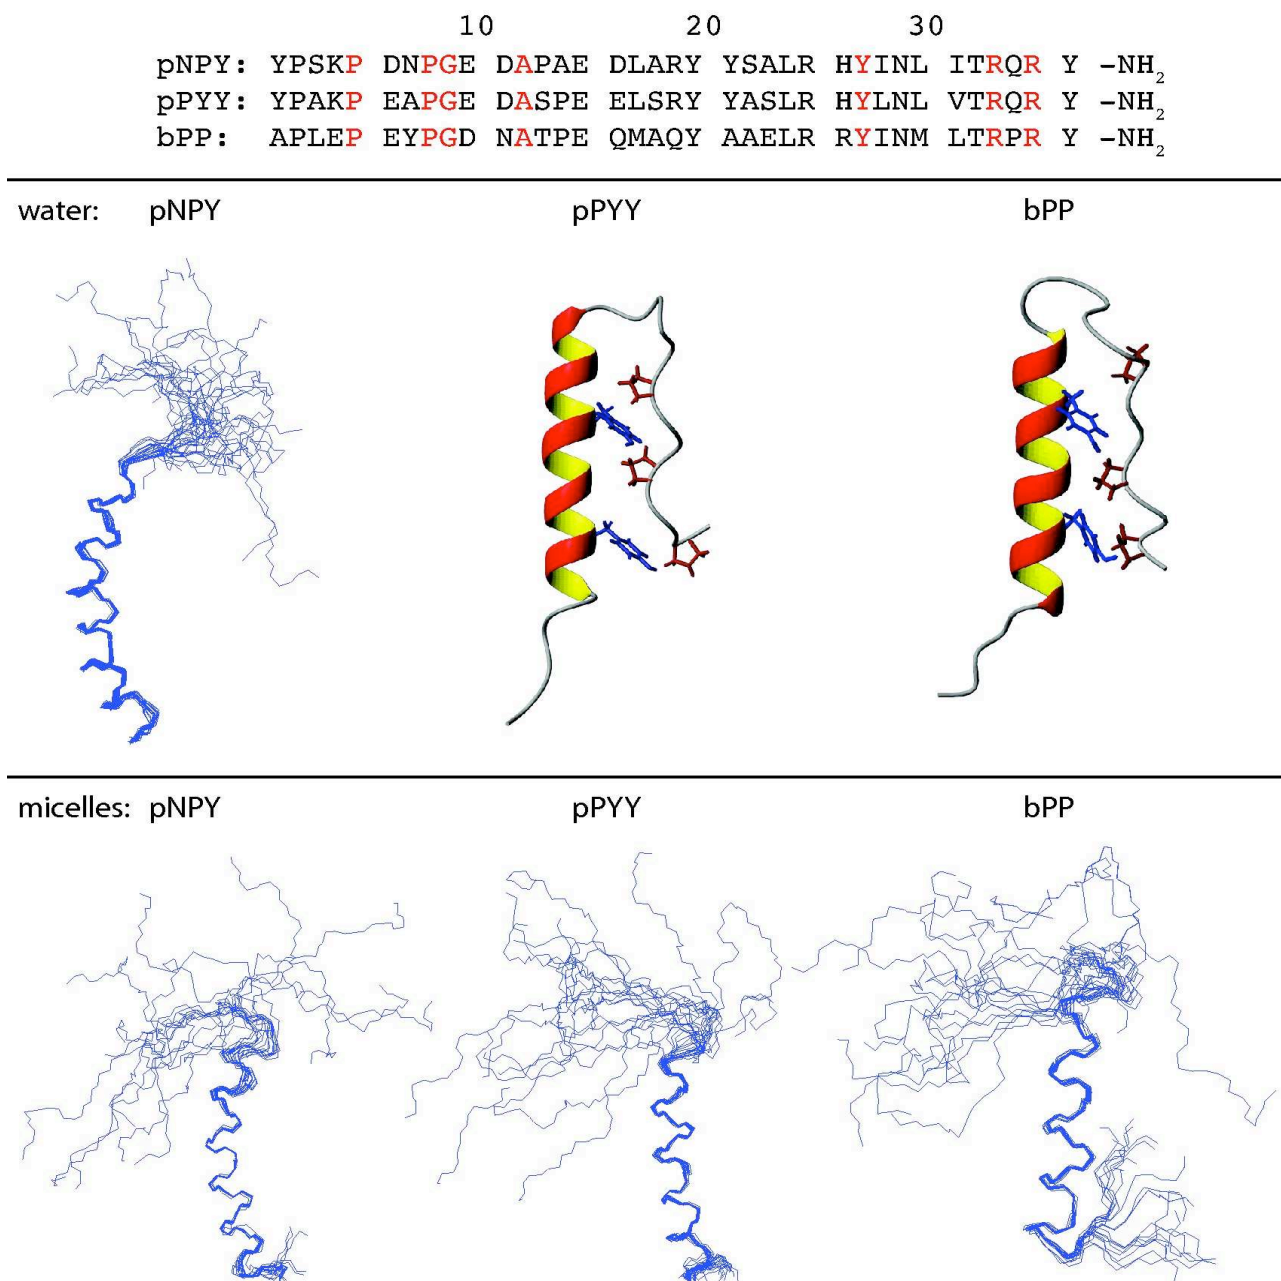 10 20 30
pNPY: YPSKP DNPGE DAPAE DLARY YSALR HYINL ITRQR Y -NH₂
pPYY: YPAKP EAPGE DASPE ELSRY YASLR HYLNL VTRQR Y -NH₂
bPP: APLEP EYPGD NATPE QMAQY AAELR RYINM LTRPR Y -NH₂
water: pNPY pPYY bPP
micelles: pNPY pPYY bPP